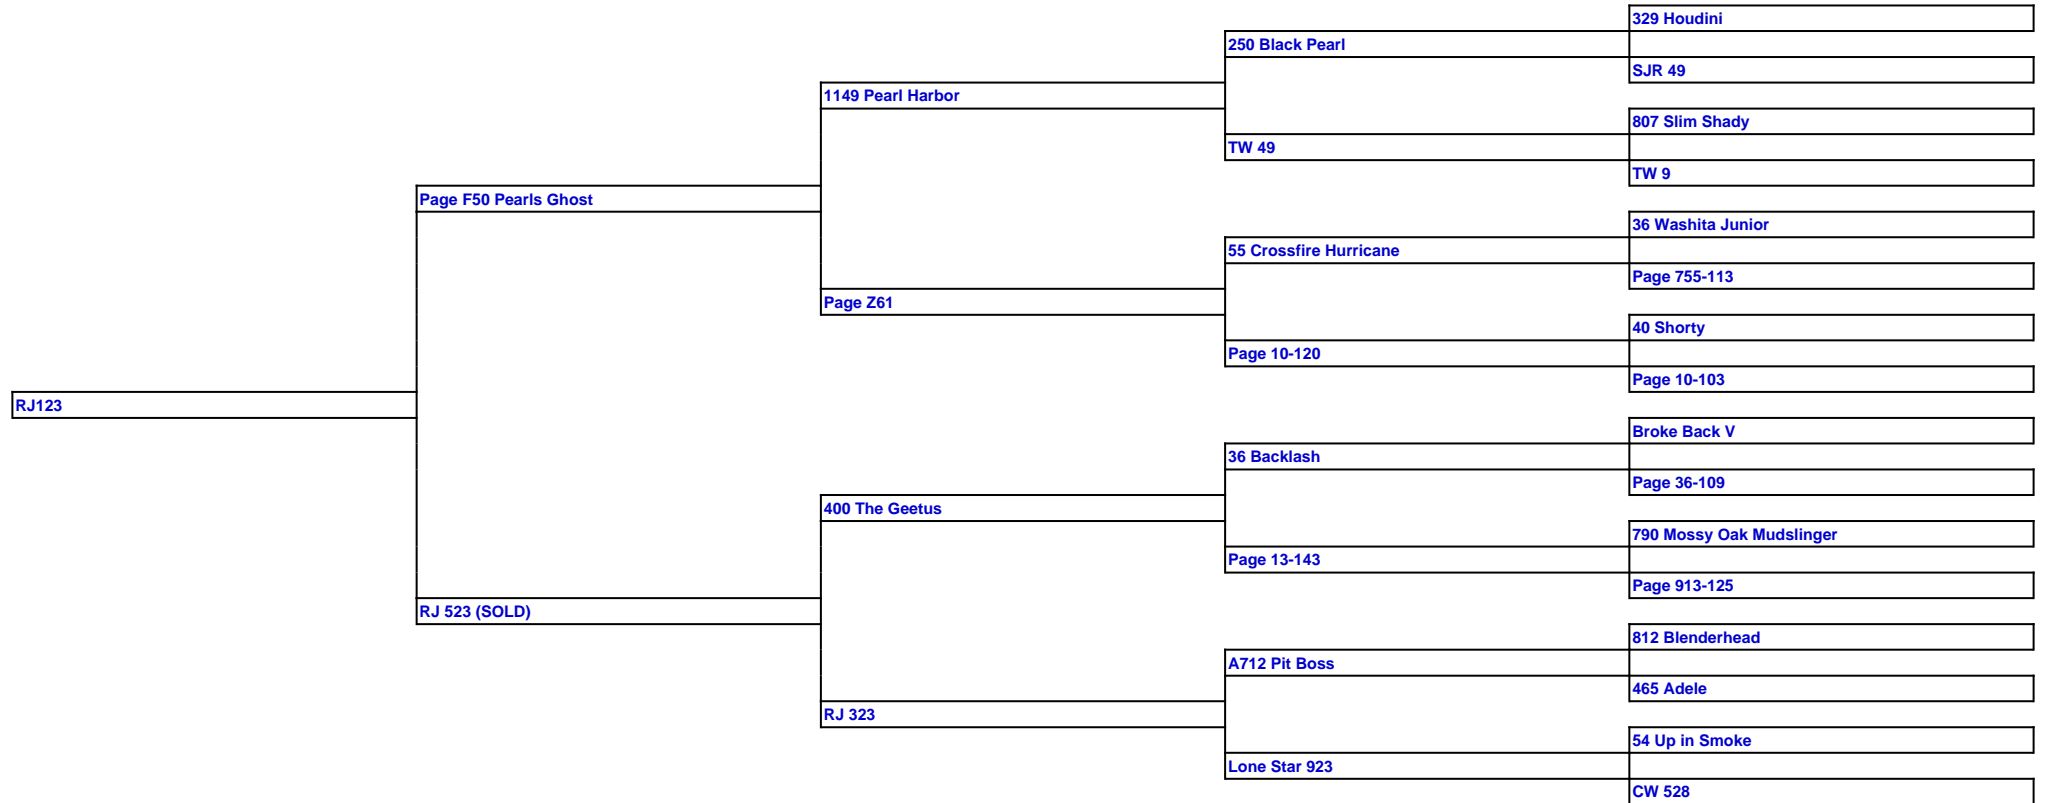 329 Houdini
250 Black Pearl
SJR 49
1149 Pearl Harbor
807 Slim Shady
TW 49
TW 9
Page F50 Pearls Ghost
36 Washita Junior
55 Crossfire Hurricane
Page 755-113
Page Z61
40 Shorty
Page 10-120
Page 10-103
RJ123
Broke Back V
36 Backlash
Page 36-109
400 The Geetus
790 Mossy Oak Mudslinger
Page 13-143
Page 913-125
RJ 523 (SOLD)
812 Blenderhead
A712 Pit Boss
465 Adele
RJ 323
54 Up in Smoke
Lone Star 923
CW 528